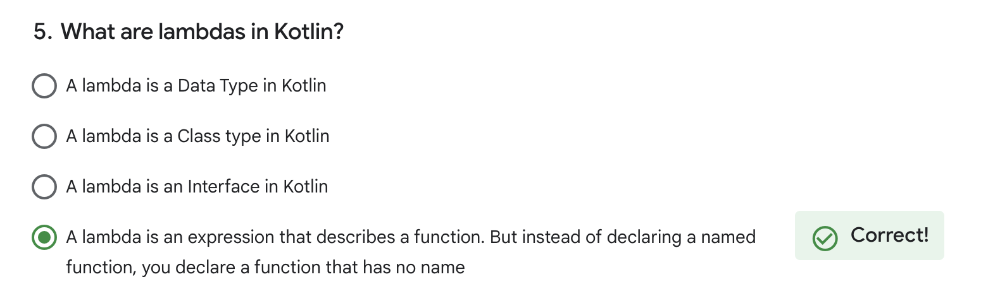 5. What are lambdas in Kotlin?
A lambda is a Data Type in Kotlin
A lambda is a Class type in Kotlin
A lambda is an Interface in Kotlin
A lambda is an expression that describes a function. But instead of declaring a named
function, you declare a function that has no name
Correct!